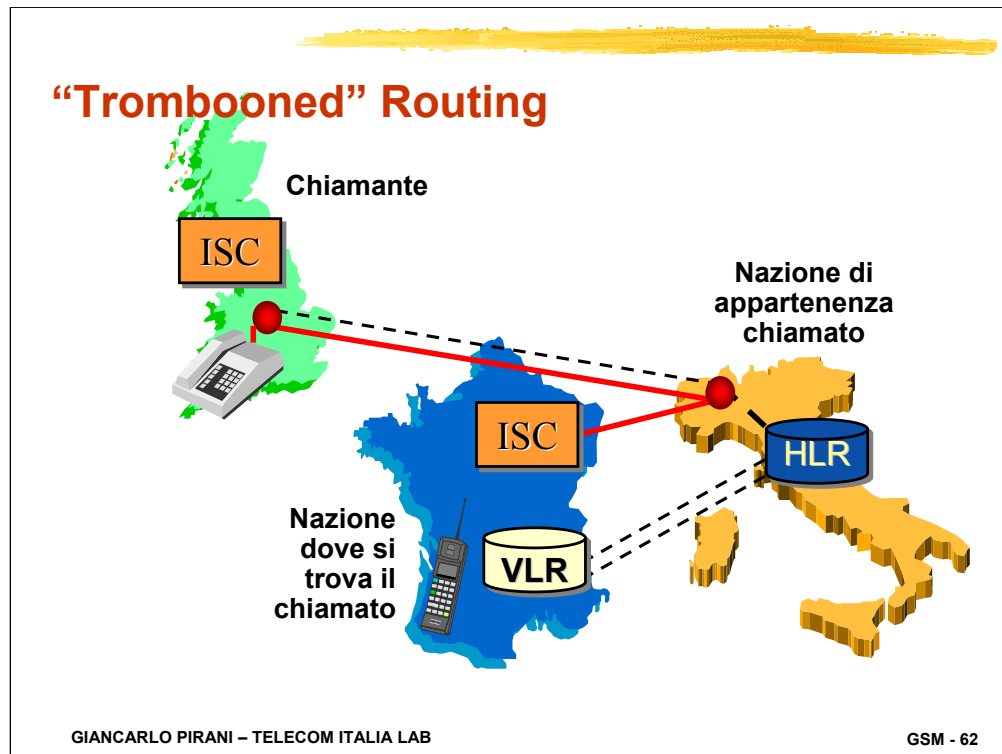 “Trombooned” Routing
Chiamante
ISC
Nazione di
appartenenza
chiamato
ISC
HLR
Nazione
dove si
trova il
chiamato
VLR
GIANCARLO PIRANI – TELECOM ITALIA LAB
GSM - 62